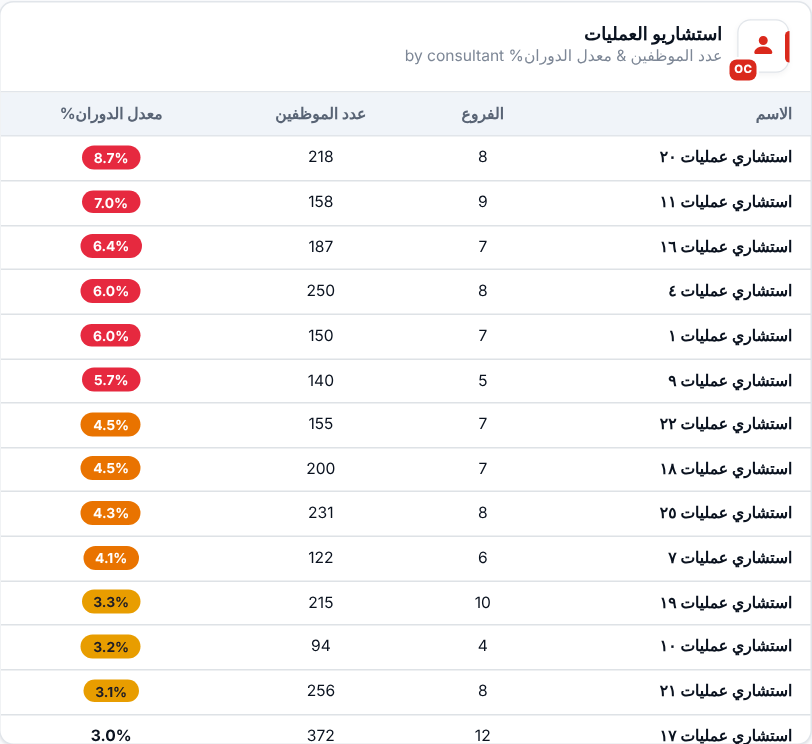 استشاريو العمليات
عدد الموظفين & معدل الدوران% by consultant
OC
الاسم الفروع عدد الموظفين معدل الدوران%
استشاري عمليات ٢٠ 8 218 8.7%
استشاري عمليات ١١ 9 158 7.0%
استشاري عمليات ١٦ 7 187 6.4%
استشاري عمليات ٤ 8 250 6.0%
استشاري عمليات ١ 7 150 6.0%
استشاري عمليات ٩ 5 140 5.7%
استشاري عمليات ٢٢ 7 155 4.5%
استشاري عمليات ١٨ 7 200 4.5%
استشاري عمليات ٢٥ 8 231 4.3%
استشاري عمليات ٧ 6 122 4.1%
استشاري عمليات ١٩ 10 215 3.3%
استشاري عمليات ١٠ 4 94 3.2%
استشاري عمليات ٢١ 8 256 3.1%
استشاري عمليات ١٧ 12 372 3.0%